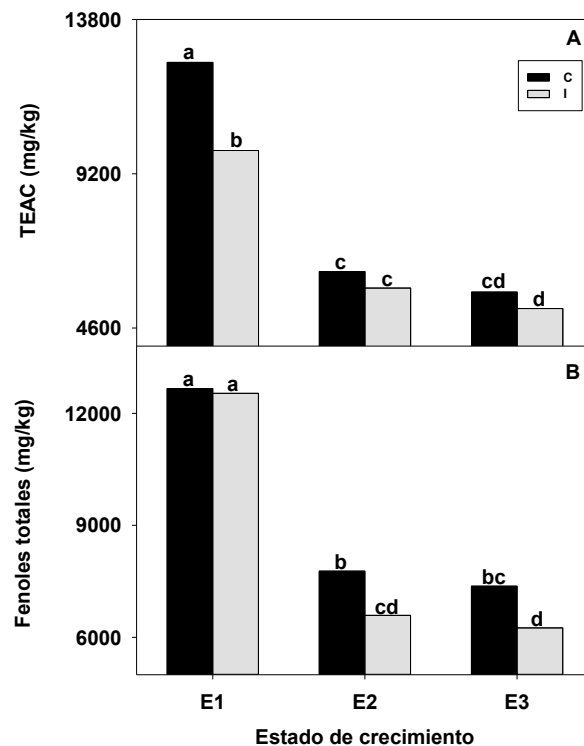 13800
A
C
I
a
b
9200
TEAC (mg/kg)
c
c
cd
d
4600
B
a a
12000
9000
Fenoles totales (mg/kg)
b
cd
bc
d
6000
E1 E2 E3
Estado de crecimiento